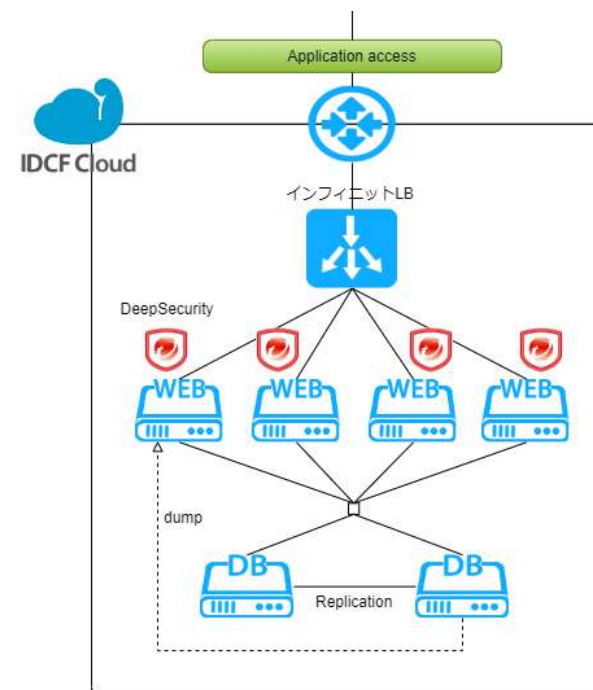 Application access
IDCF Cloud
インフィニットLB
DeepSecurity
WEB
WEB
WEB
WEB
dump
DB
DB
Replication